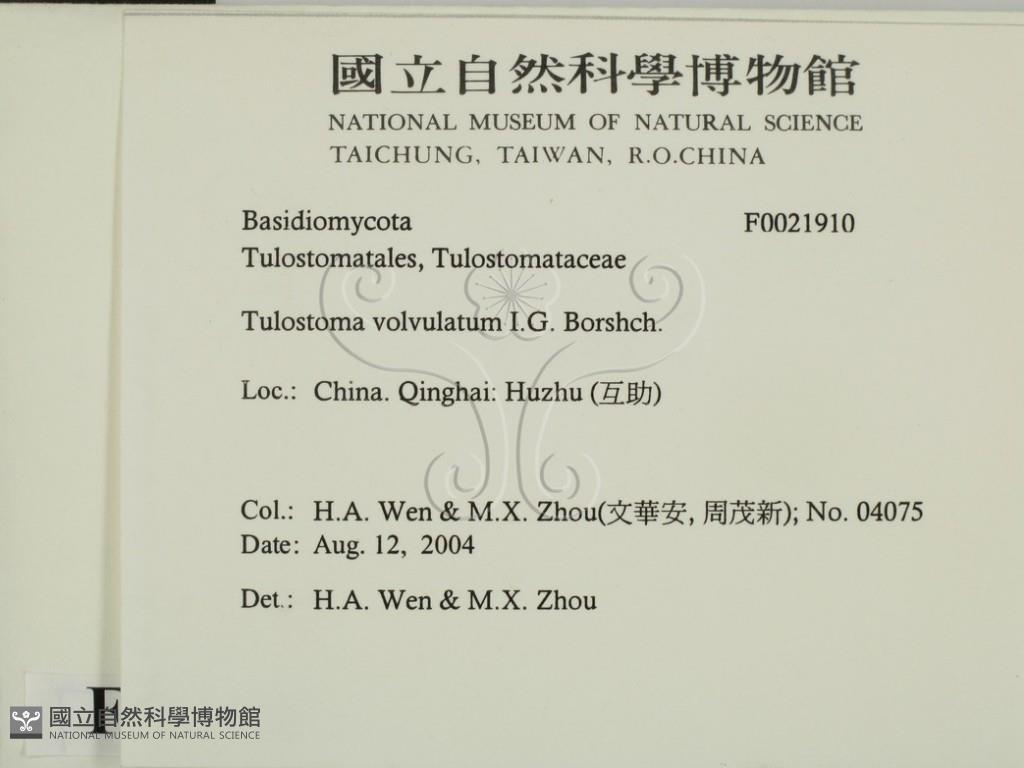 國立自然科學博物館
NATIONAL MUSEUM OF NATURAL SCIENCE
TAICHUNG, TAIWAN, R.O.CHINA
Basidiomycota F0021910
Tulostomatales, Tulostomataceae
Tulostoma volvulatum I.G. Borshch.
Loc.: China. Qinghai: Huzhu (互助)
Col.: H.A. Wen & M.X. Zhou(文華安, 周茂新); No. 04075
Date: Aug. 12, 2004
Det.: H.A. Wen & M.X. Zhou
F
國立自然科學博物館
NATIONAL MUSEUM OF NATURAL SCIENCE